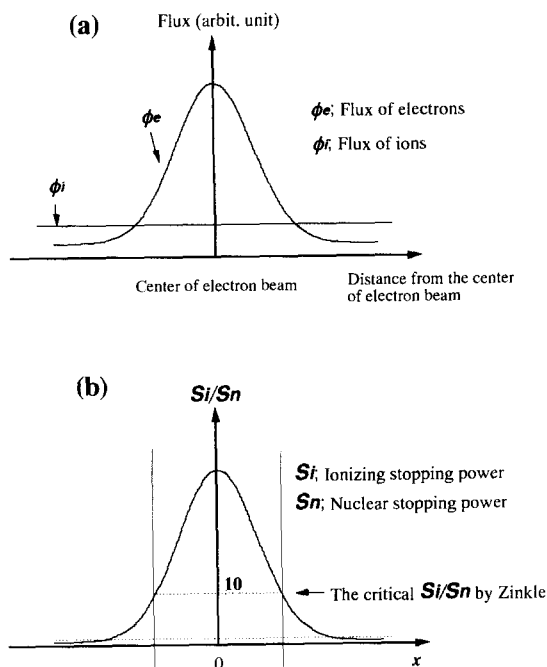 (a)
Flux (arbit. unit)
ϕe
ϕe; Flux of electrons
ϕi; Flux of ions
ϕi
Center of electron beam
Distance from the center
of electron beam
(b)
Si/Sn
Si; Ionizing stopping power
Sn; Nuclear stopping power
10
The critical Si/Sn by Zinkle
0
x